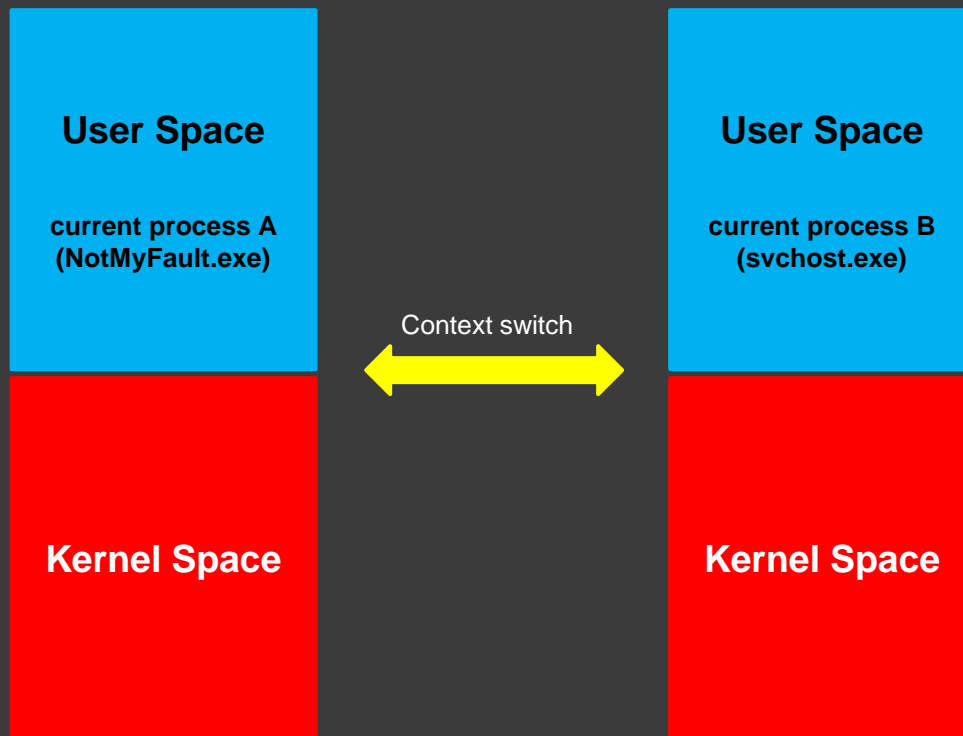 User Space
current process A
(NotMyFault.exe)
Kernel Space
Context switch
User Space
current process B
(svchost.exe)
Kernel Space